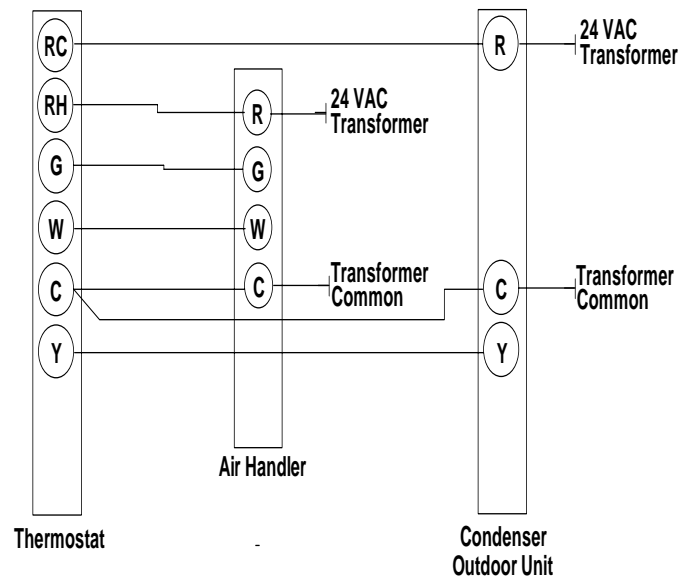 RC
RH
G
W
C
Y
Thermostat
R
G
W
C
Air Handler
24 VAC
Transformer
Transformer
Common
R
C
Y
Condenser
Outdoor Unit
24 VAC
Transformer
Transformer
Common